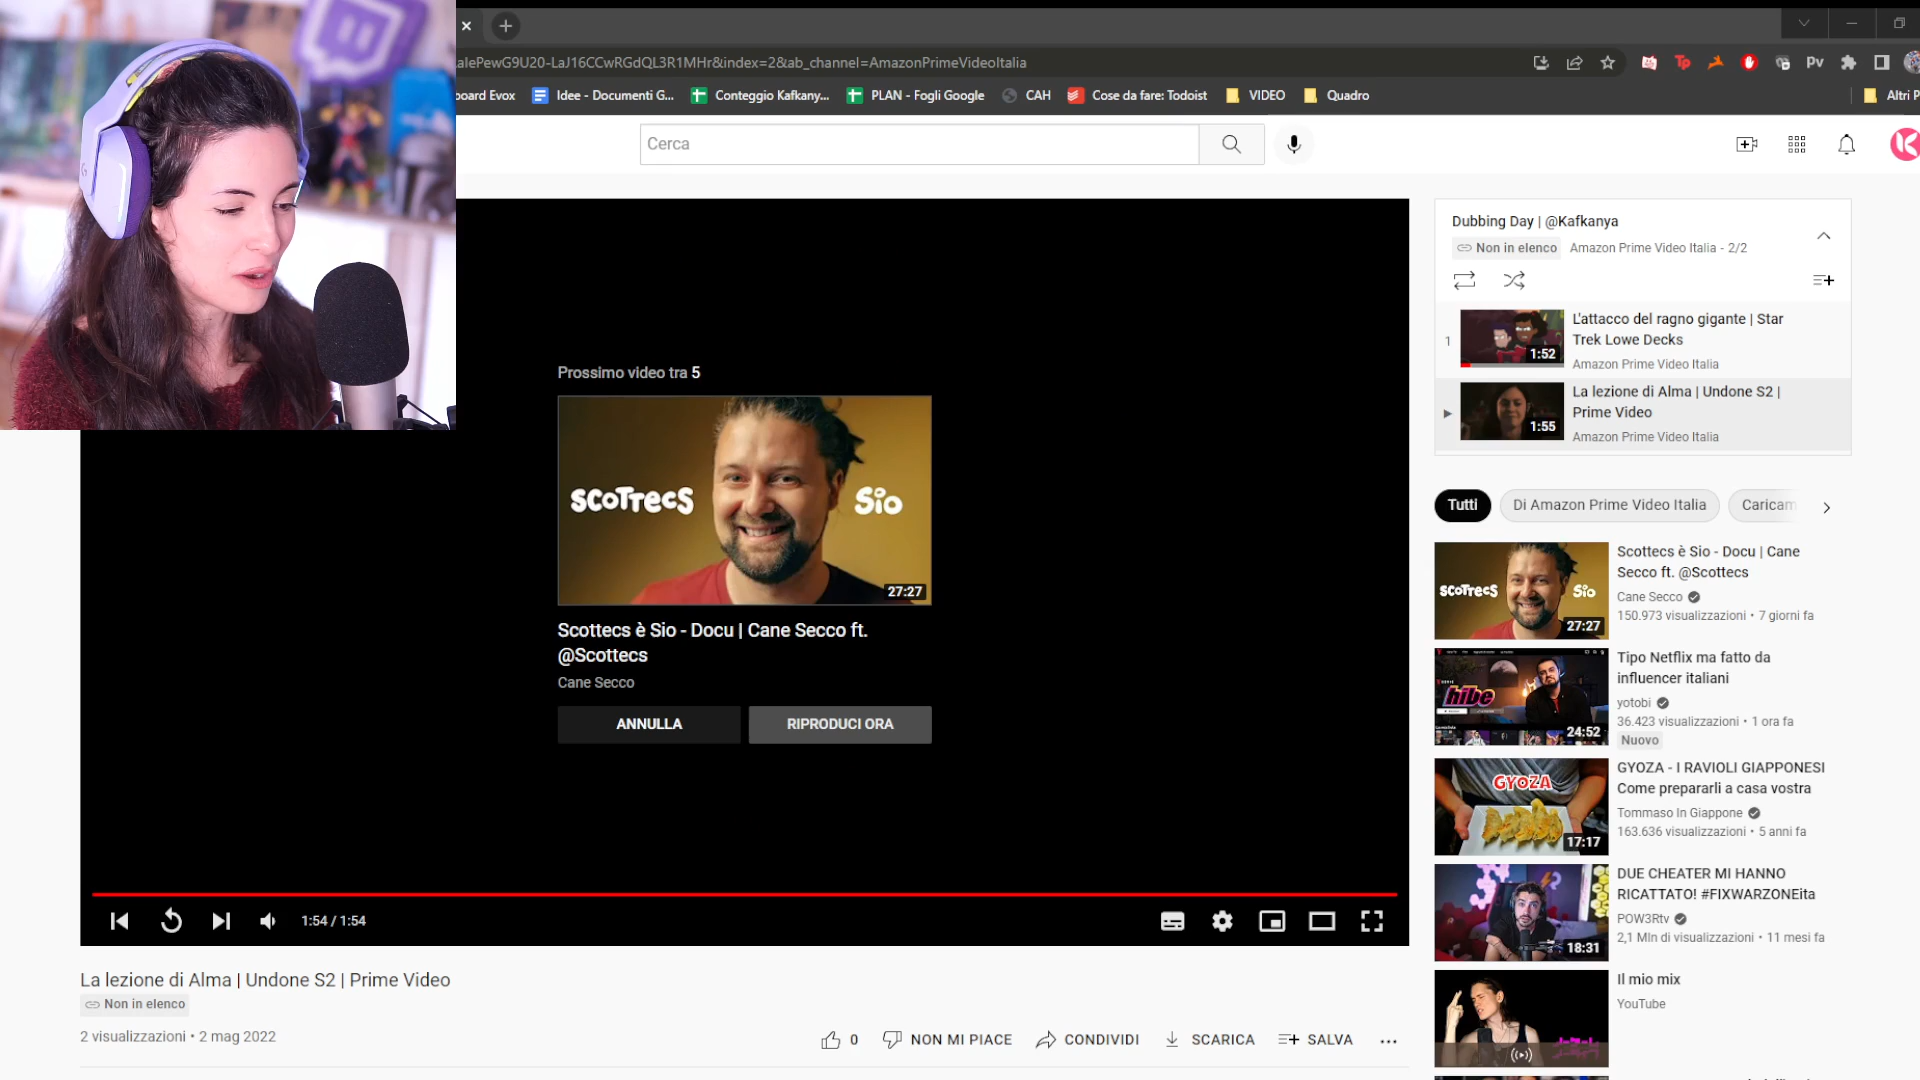 alePewG9U20-LaJ16CCwRGdQL3R1MHr&index=2&ab_channel=AmazonPrimeVideoItalia
Tp
Pv
board Evox
Idee - Documenti G...
Conteggio Kafkany...
PLAN - Fogli Google
CAH
Cose da fare: Todoist
VIDEO
Quadro
Altri P
Cerca
Prossimo video tra 5
SCOTTECS
SIO
27:27
Scottecs è Sio - Docu | Cane Secco ft.
@Scottecs
Cane Secco
ANNULLA
RIPRODUCI ORA
1:54 / 1:54
La lezione di Alma | Undone S2 | Prime Video
Non in elenco
2 visualizzazioni • 2 mag 2022
0
NON MI PIACE
CONDIVIDI
SCARICA
SALVA
Dubbing Day | @Kafkanya
Non in elenco
Amazon Prime Video Italia - 2/2
1
1:52
L'attacco del ragno gigante | Star
Trek Lowe Decks
Amazon Prime Video Italia
1:55
La lezione di Alma | Undone S2 |
Prime Video
Amazon Prime Video Italia
Tutti
Di Amazon Prime Video Italia
Caricam
SCOTTECS
SIO
27:27
Scottecs è Sio - Docu | Cane
Secco ft. @Scottecs
Cane Secco
150.973 visualizzazioni • 7 giorni fa
hibe
24:52
Tipo Netflix ma fatto da
influencer italiani
yotobi
36.423 visualizzazioni • 1 ora fa
Nuovo
GYOZA
17:17
GYOZA - I RAVIOLI GIAPPONESI
Come prepararli a casa vostra
Tommaso In Giappone
163.636 visualizzazioni • 5 anni fa
18:31
DUE CHEATER MI HANNO
RICATTATO! #FIXWARZONEita
POW3Rtv
2,1 Mln di visualizzazioni • 11 mesi fa
Il mio mix
YouTube